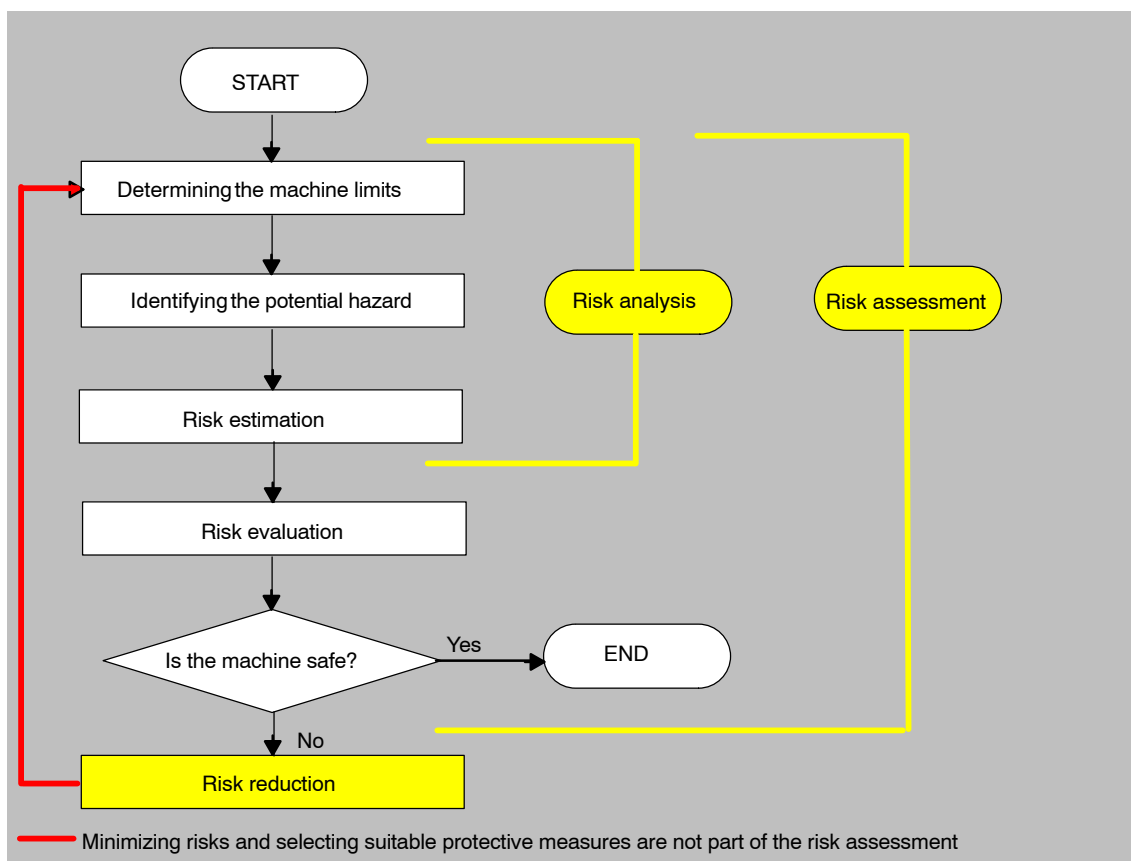 START
Determining the machine limits
Identifying the potential hazard
Risk analysis
Risk assessment
Risk estimation
Risk evaluation
Is the machine safe?
Yes
END
No
Risk reduction
Minimizing risks and selecting suitable protective measures are not part of the risk assessment